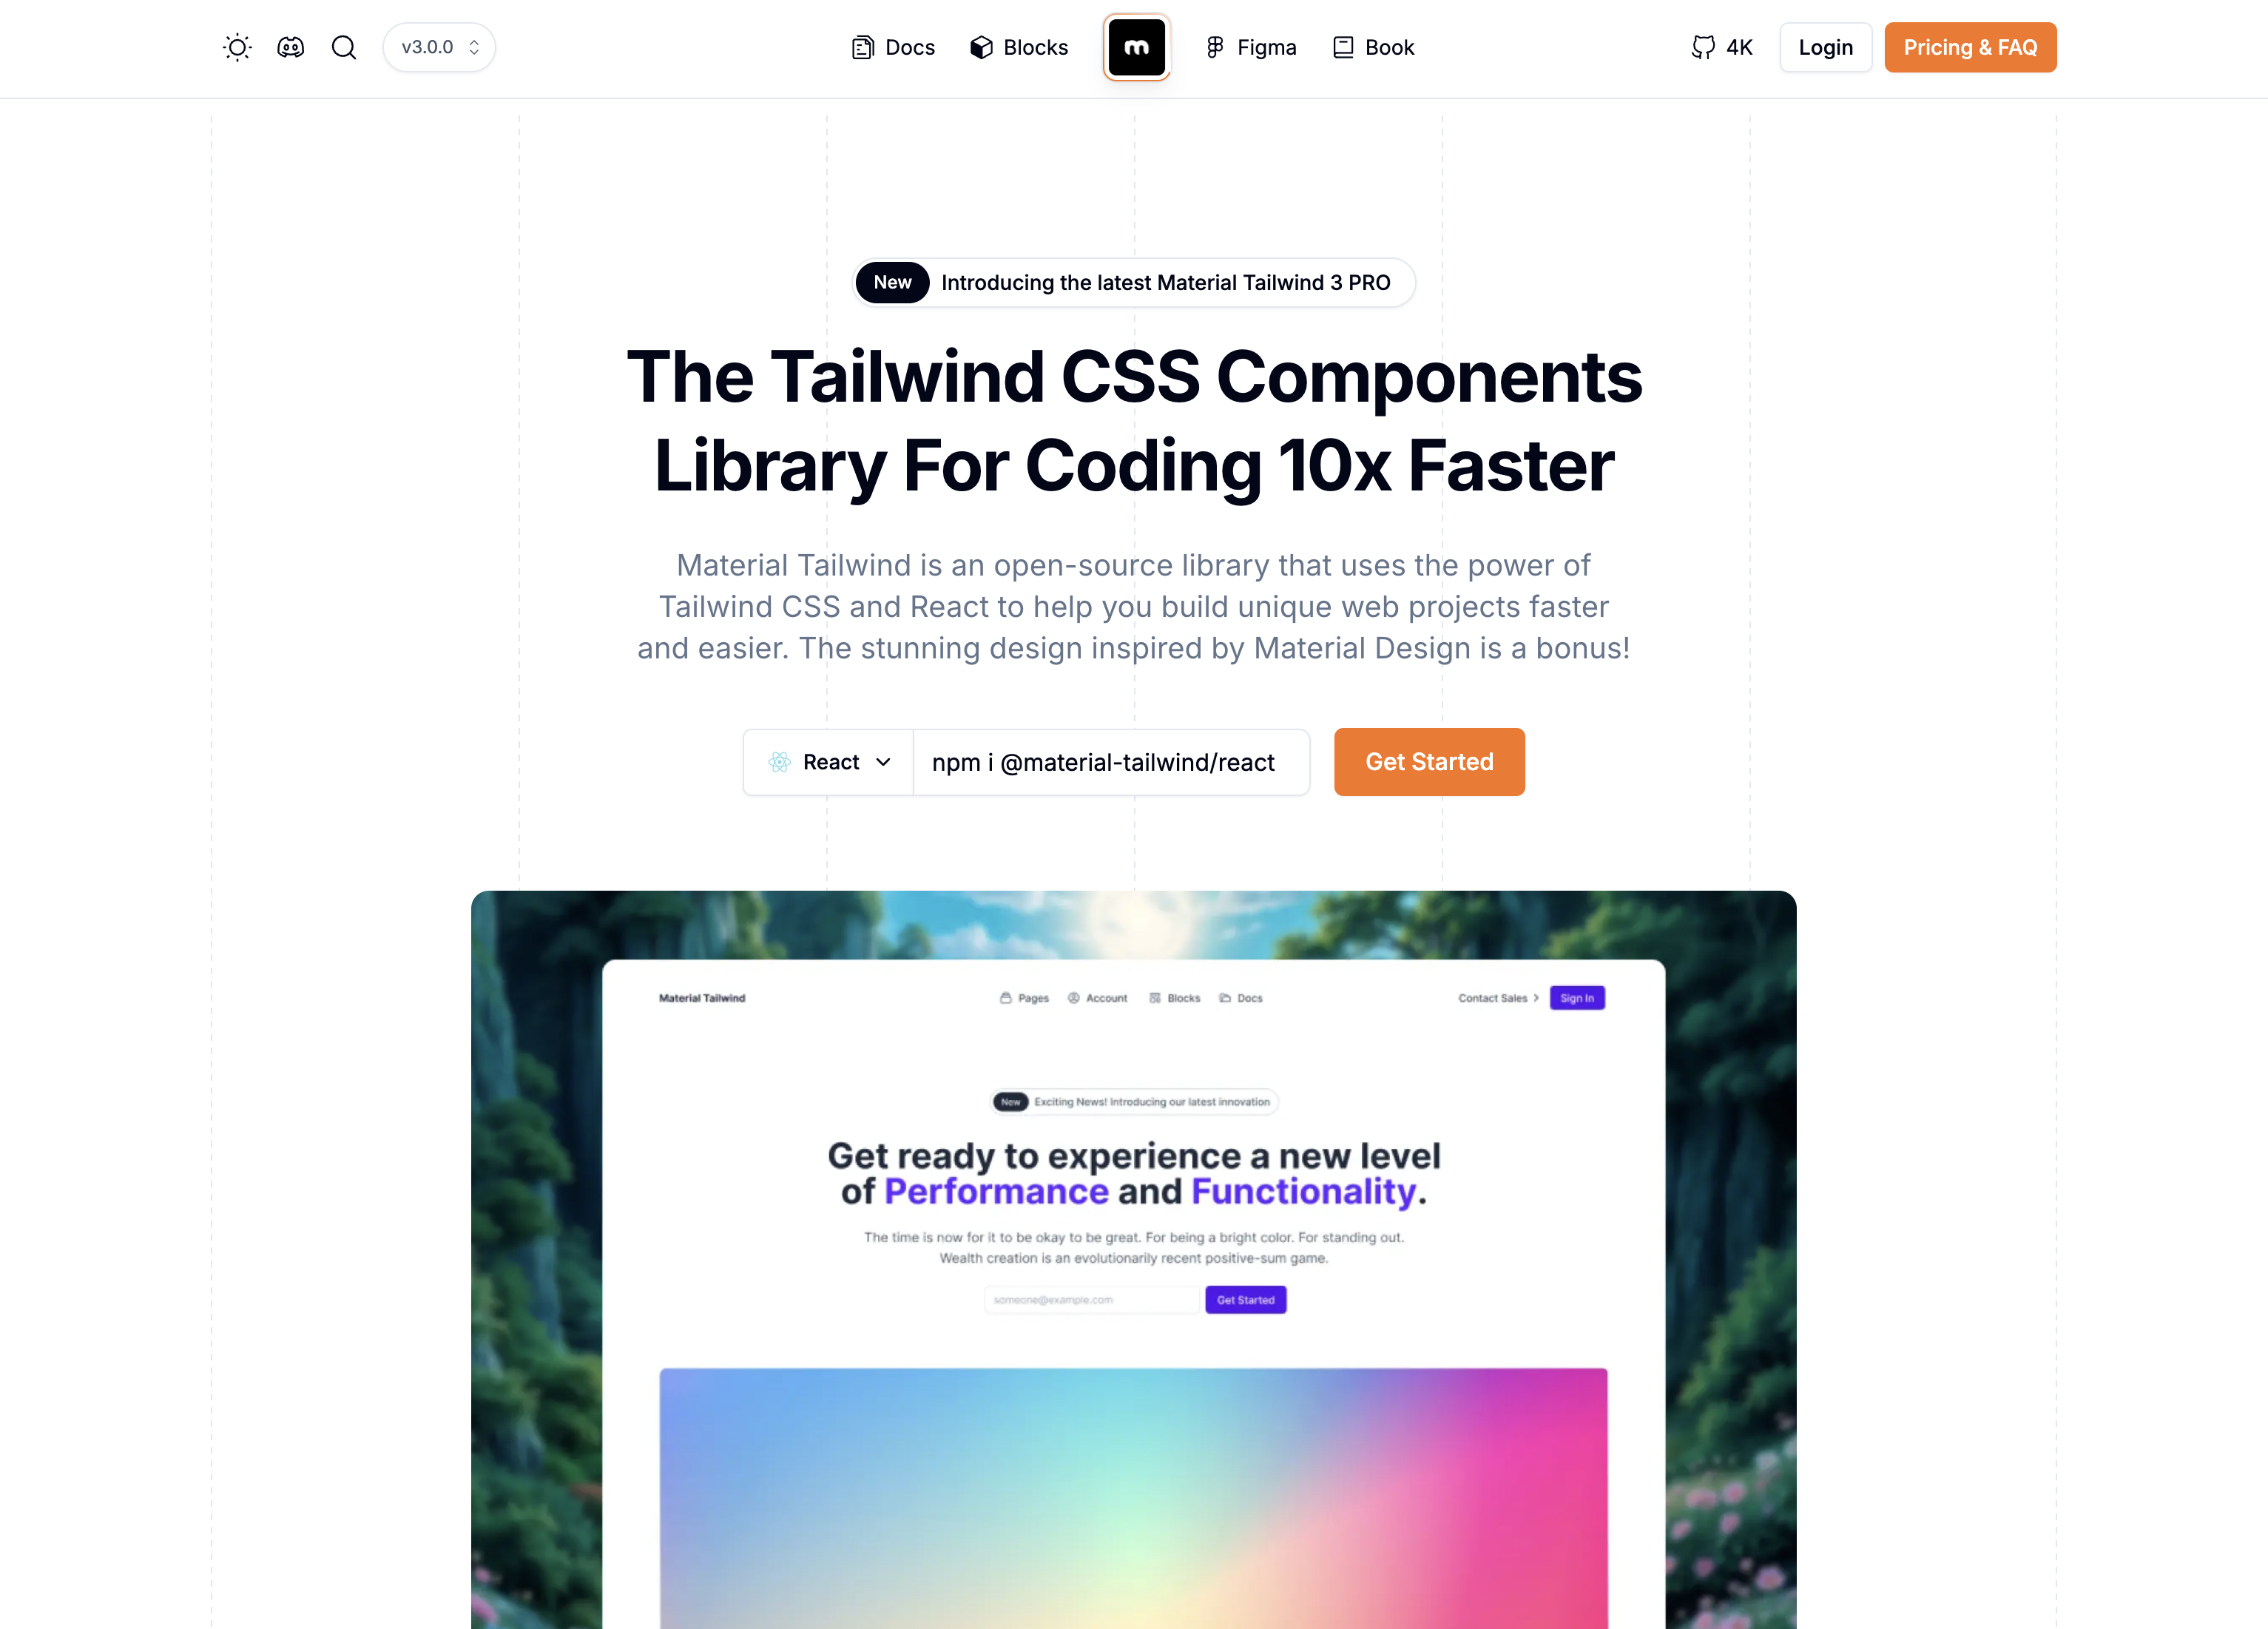 v3.0.0
Docs
Blocks
m
Figma
Book
4K
Login
Pricing & FAQ
New Introducing the latest Material Tailwind 3 PRO
The Tailwind CSS Components
Library For Coding 10x Faster
Material Tailwind is an open-source library that uses the power of
Tailwind CSS and React to help you build unique web projects faster
and easier. The stunning design inspired by Material Design is a bonus!
React
npm i @material-tailwind/react
Get Started
Material Tailwind
Pages
Account
Blocks
Docs
Contact Sales
Sign In
New Exciting News! Introducing our latest innovation
Get ready to experience a new level
of Performance and Functionality.
The time is now for it to be okay to be great. For being a bright color. For standing out.
Wealth creation is an evolutionarily recent positive-sum game.
someone@example.com
Get Started